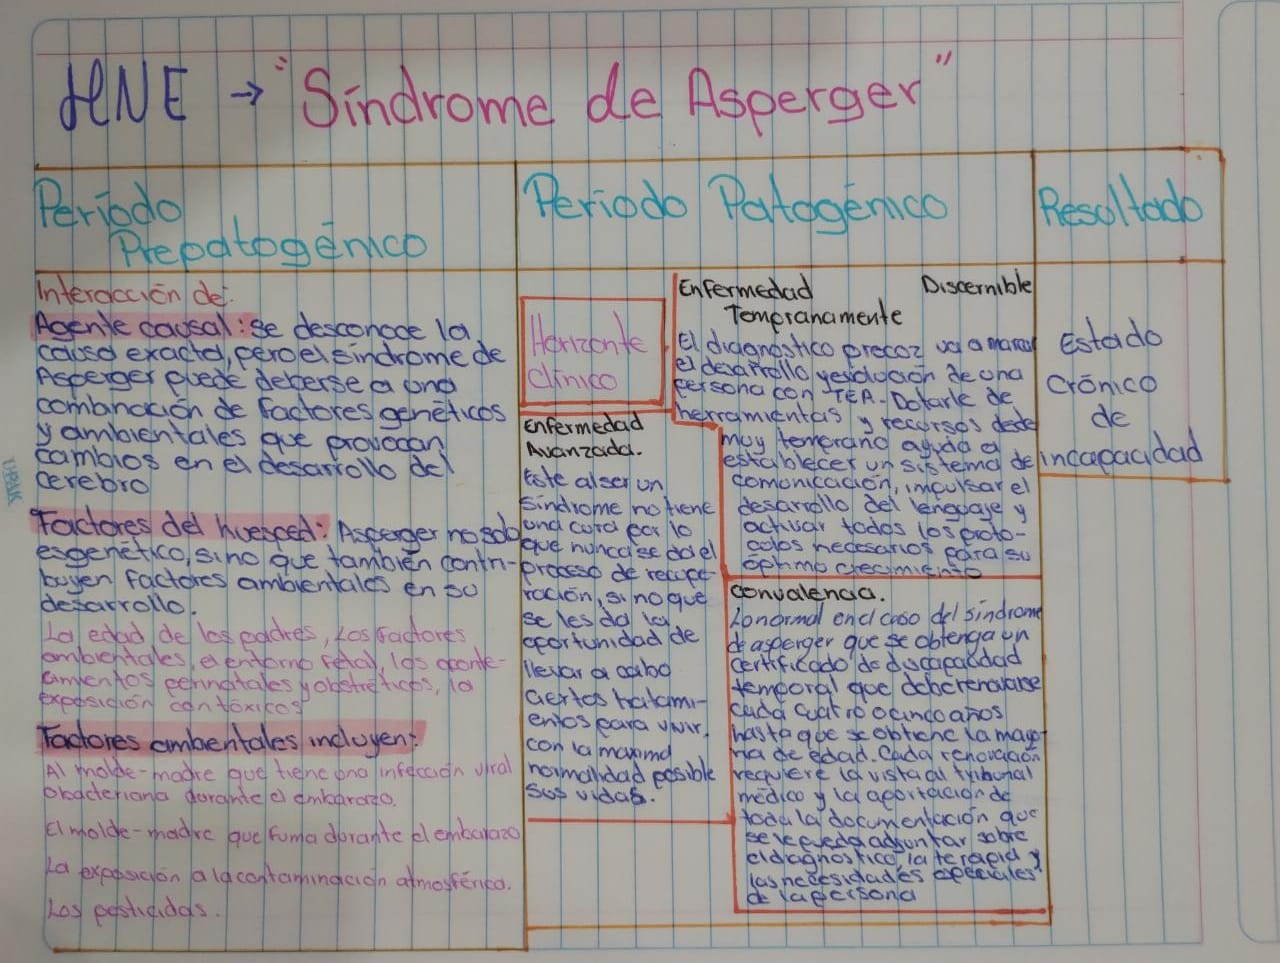 HNE → "Síndrome de Asperger"
Período
Prepatogénico
Interacción de:
Agente causal: se desconoce la
causa exacta, pero el síndrome de
Asperger puede deberse a una
combinación de factores genéticos
y ambientales que provocan
cambios en el desarrollo del
cerebro
Factores del huesped: Asperger no solo
es genético, sino que también contri-
buyen factores ambientales en su
desarrollo.
La edad de los padres, los factores
ambientales, el entorno fetal, los aconte-
cimientos perinatales y obstétricos, la
exposición con tóxicos
Factores ambientales incluyen:
Al molde-madre que tiene una infección viral
o bacteriana durante el embarazo.
El molde-madre que fuma durante el embarazo
La exposición a la contaminación atmosférica.
Los pesticidas.
Periodo Patogénico
Horizonte
clínico
Enfermedad
Avanzada.
Este al ser un
síndrome no tiene
una cura por lo
que nunca se da el
proceso de recupe-
ración, sino que
se les da la
oportunidad de
llevar a cabo
ciertos tratami-
entos para vivir,
con la maxima
normalidad posible
sus vidas.
Enfermedad Discernible
Tempranamente
El diagnostico precoz va a marcar
el desarrollo y evolución de una
persona con TEA. Dotarle de
herramientas y recursos desde
muy temprano ayuda a
establecer un sistema de
comunicación, impulsar el
desarrollo del lenguaje y
activar todos los proto-
colos necesarios para su
óptimo crecimiento
Convalencia.
Lo normal en el caso del síndrome
de asperger que se obtenga un
certificado de discapacidad
temporal que debe renovarse
cada cuatro o cinco años
hasta que se obtiene la mayo-
ria de edad. Cada renovación
requiere la vista al tribunal
médico y la aportación de
toda la documentación que
se le pueda adjuntar sobre
el diagnostico, la terapia y
las necesidades especiales
de la persona
Resultado
Estado
Crónico
de
incapacidad